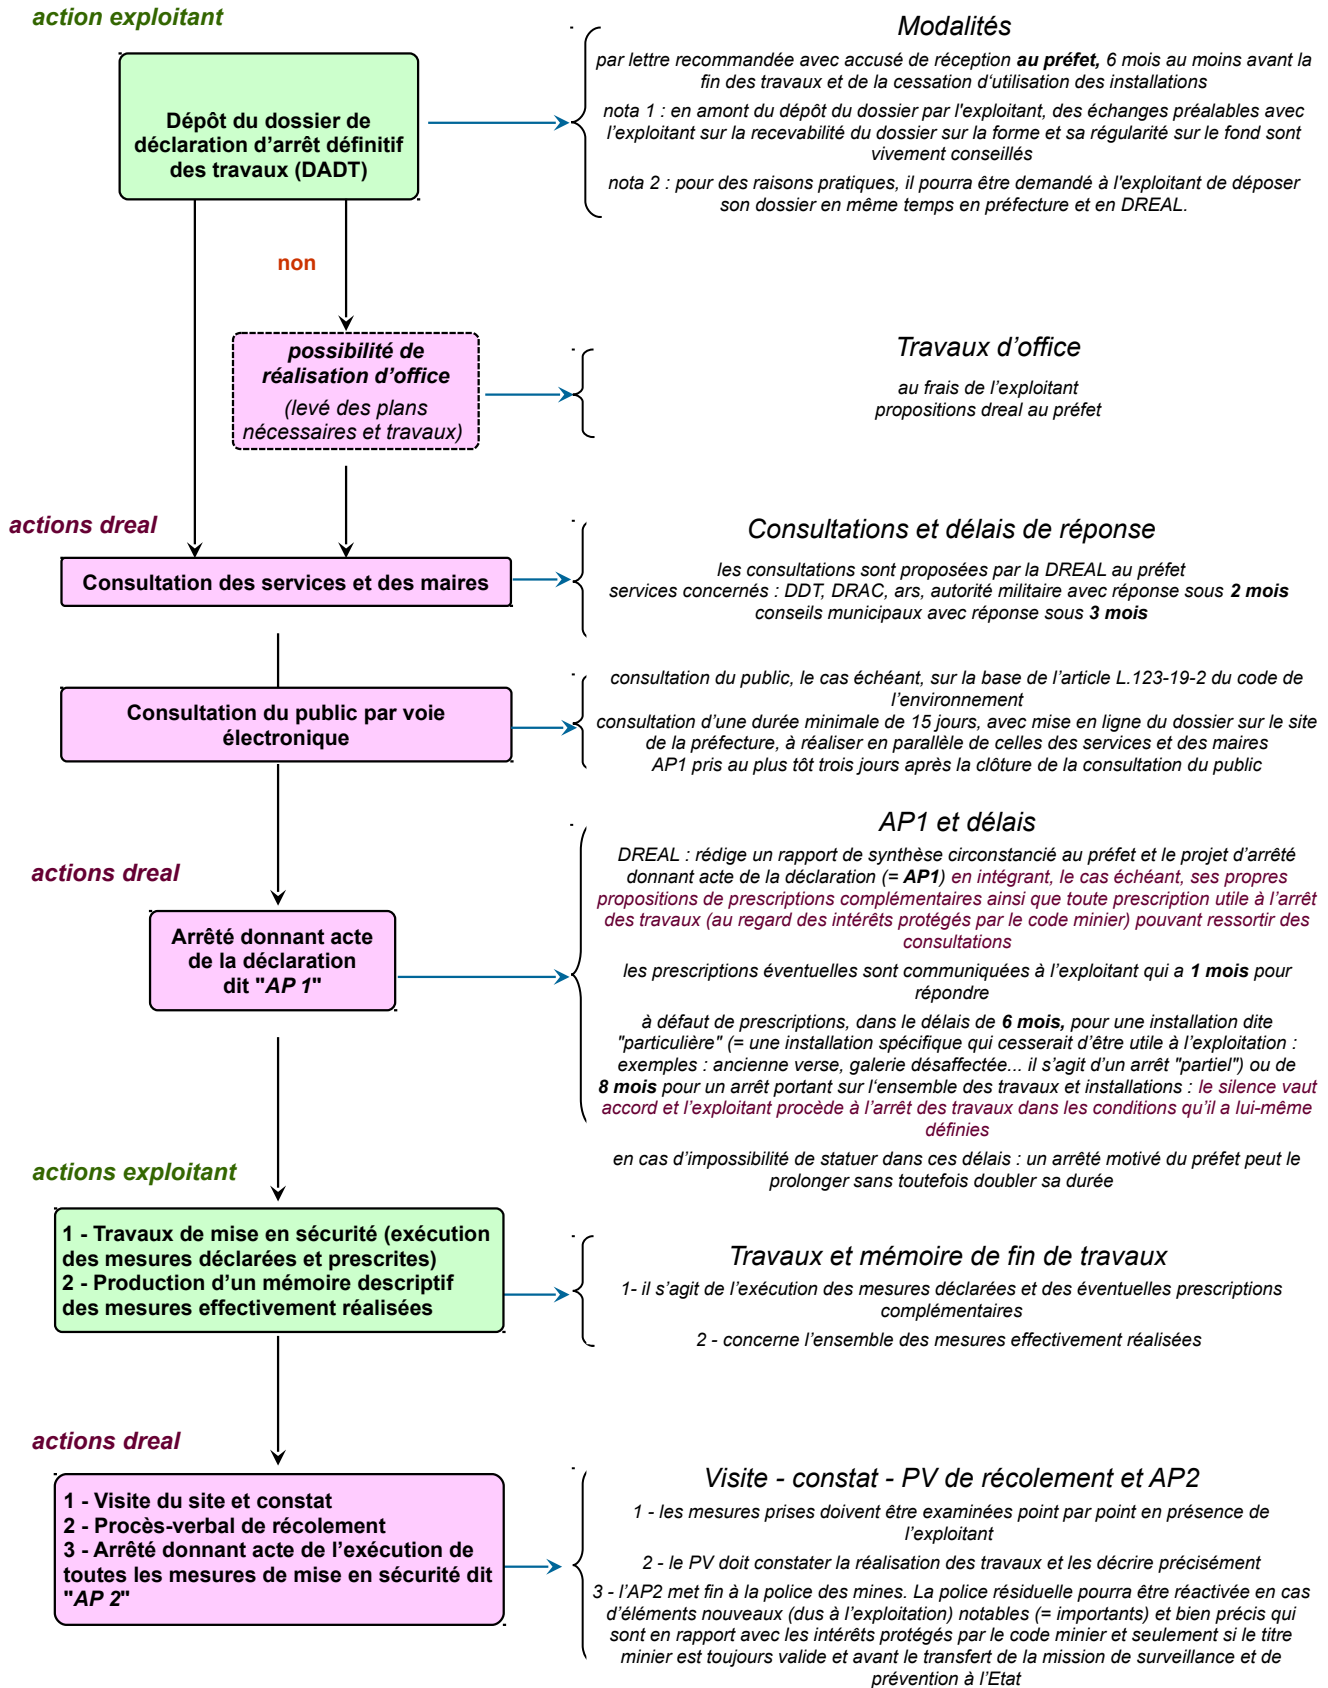 action exploitant
Modalités
par lettre recommandée avec accusé de réception au préfet, 6 mois au moins avant la
fin des travaux et de la cessation d'utilisation des installations
nota 1 : en amont du dépôt du dossier par l'exploitant, des échanges préalables avec
l'exploitant sur la recevabilité du dossier sur la forme et sa régularité sur le fond sont
vivement conseillés
nota 2 : pour des raisons pratiques, il pourra être demandé à l'exploitant de déposer
son dossier en même temps en préfecture et en DREAL.
Dépôt du dossier de
déclaration d'arrêt définitif
des travaux (DADT)
non
possibilité de
réalisation d'office
(levé des plans
nécessaires et travaux)
Travaux d'office
au frais de l'exploitant
propositions dreal au préfet
actions dreal
Consultation des services et des maires
Consultations et délais de réponse
les consultations sont proposées par la DREAL au préfet
services concernés : DDT, DRAC, ars, autorité militaire avec réponse sous 2 mois
conseils municipaux avec réponse sous 3 mois
Consultation du public par voie
électronique
consultation du public, le cas échéant, sur la base de l'article L.123-19-2 du code de
l'environnement
consultation d'une durée minimale de 15 jours, avec mise en ligne du dossier sur le site
de la préfecture, à réaliser en parallèle de celles des services et des maires
AP1 pris au plus tôt trois jours après la clôture de la consultation du public
actions dreal
Arrêté donnant acte
de la déclaration
dit "AP 1"
AP1 et délais
DREAL : rédige un rapport de synthèse circonstancié au préfet et le projet d'arrêté
donnant acte de la déclaration (= AP1) en intégrant, le cas échéant, ses propres
propositions de prescriptions complémentaires ainsi que toute prescription utile à l'arrêt
des travaux (au regard des intérêts protégés par le code minier) pouvant ressortir des
consultations
les prescriptions éventuelles sont communiquées à l'exploitant qui a 1 mois pour
répondre
à défaut de prescriptions, dans le délais de 6 mois, pour une installation dite
"particulière" (= une installation spécifique qui cesserait d'être utile à l'exploitation :
exemples : ancienne verse, galerie désaffectée... il s'agit d'un arrêt "partiel") ou de
8 mois pour un arrêt portant sur l'ensemble des travaux et installations : le silence vaut
accord et l'exploitant procède à l'arrêt des travaux dans les conditions qu'il a lui-même
définies
en cas d'impossibilité de statuer dans ces délais : un arrêté motivé du préfet peut le
prolonger sans toutefois doubler sa durée
actions exploitant
1 - Travaux de mise en sécurité (exécution
des mesures déclarées et prescrites)
2 - Production d'un mémoire descriptif
des mesures effectivement réalisées
Travaux et mémoire de fin de travaux
1- il s'agit de l'exécution des mesures déclarées et des éventuelles prescriptions
complémentaires
2 - concerne l'ensemble des mesures effectivement réalisées
actions dreal
1 - Visite du site et constat
2 - Procès-verbal de récolement
3 - Arrêté donnant acte de l'exécution de
toutes les mesures de mise en sécurité dit
"AP 2"
Visite - constat - PV de récolement et AP2
1 - les mesures prises doivent être examinées point par point en présence de
l'exploitant
2 - le PV doit constater la réalisation des travaux et les décrire précisément
3 - l'AP2 met fin à la police des mines. La police résiduelle pourra être réactivée en cas
d'éléments nouveaux (dus à l'exploitation) notables (= importants) et bien précis qui
sont en rapport avec les intérêts protégés par le code minier et seulement si le titre
minier est toujours valide et avant le transfert de la mission de surveillance et de
prévention à l'Etat